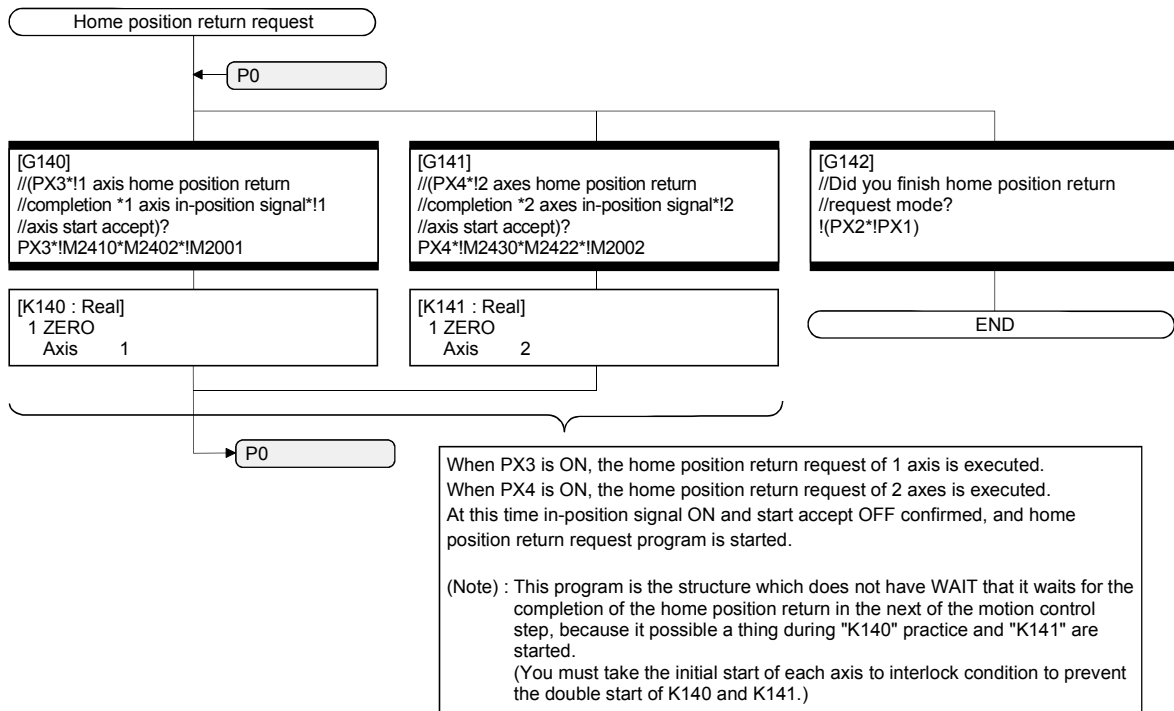 Home position return request
P0
[G140]
//(PX3*!1 axis home position return
//completion *1 axis in-position signal*!1
//axis start accept)?
PX3*!M2410*M2402*!M2001
[G141]
//(PX4*!2 axes home position return
//completion *2 axes in-position signal*!2
//axis start accept)?
PX4*!M2430*M2422*!M2002
[G142]
//Did you finish home position return
//request mode?
!(PX2*!PX1)
[K140 : Real]
1 ZERO
Axis 1
[K141 : Real]
1 ZERO
Axis 2
END
P0
When PX3 is ON, the home position return request of 1 axis is executed.
When PX4 is ON, the home position return request of 2 axes is executed.
At this time in-position signal ON and start accept OFF confirmed, and home
position return request program is started.
(Note) : This program is the structure which does not have WAIT that it waits for the
completion of the home position return in the next of the motion control
step, because it possible a thing during "K140" practice and "K141" are
started.
(You must take the initial start of each axis to interlock condition to prevent
the double start of K140 and K141.)